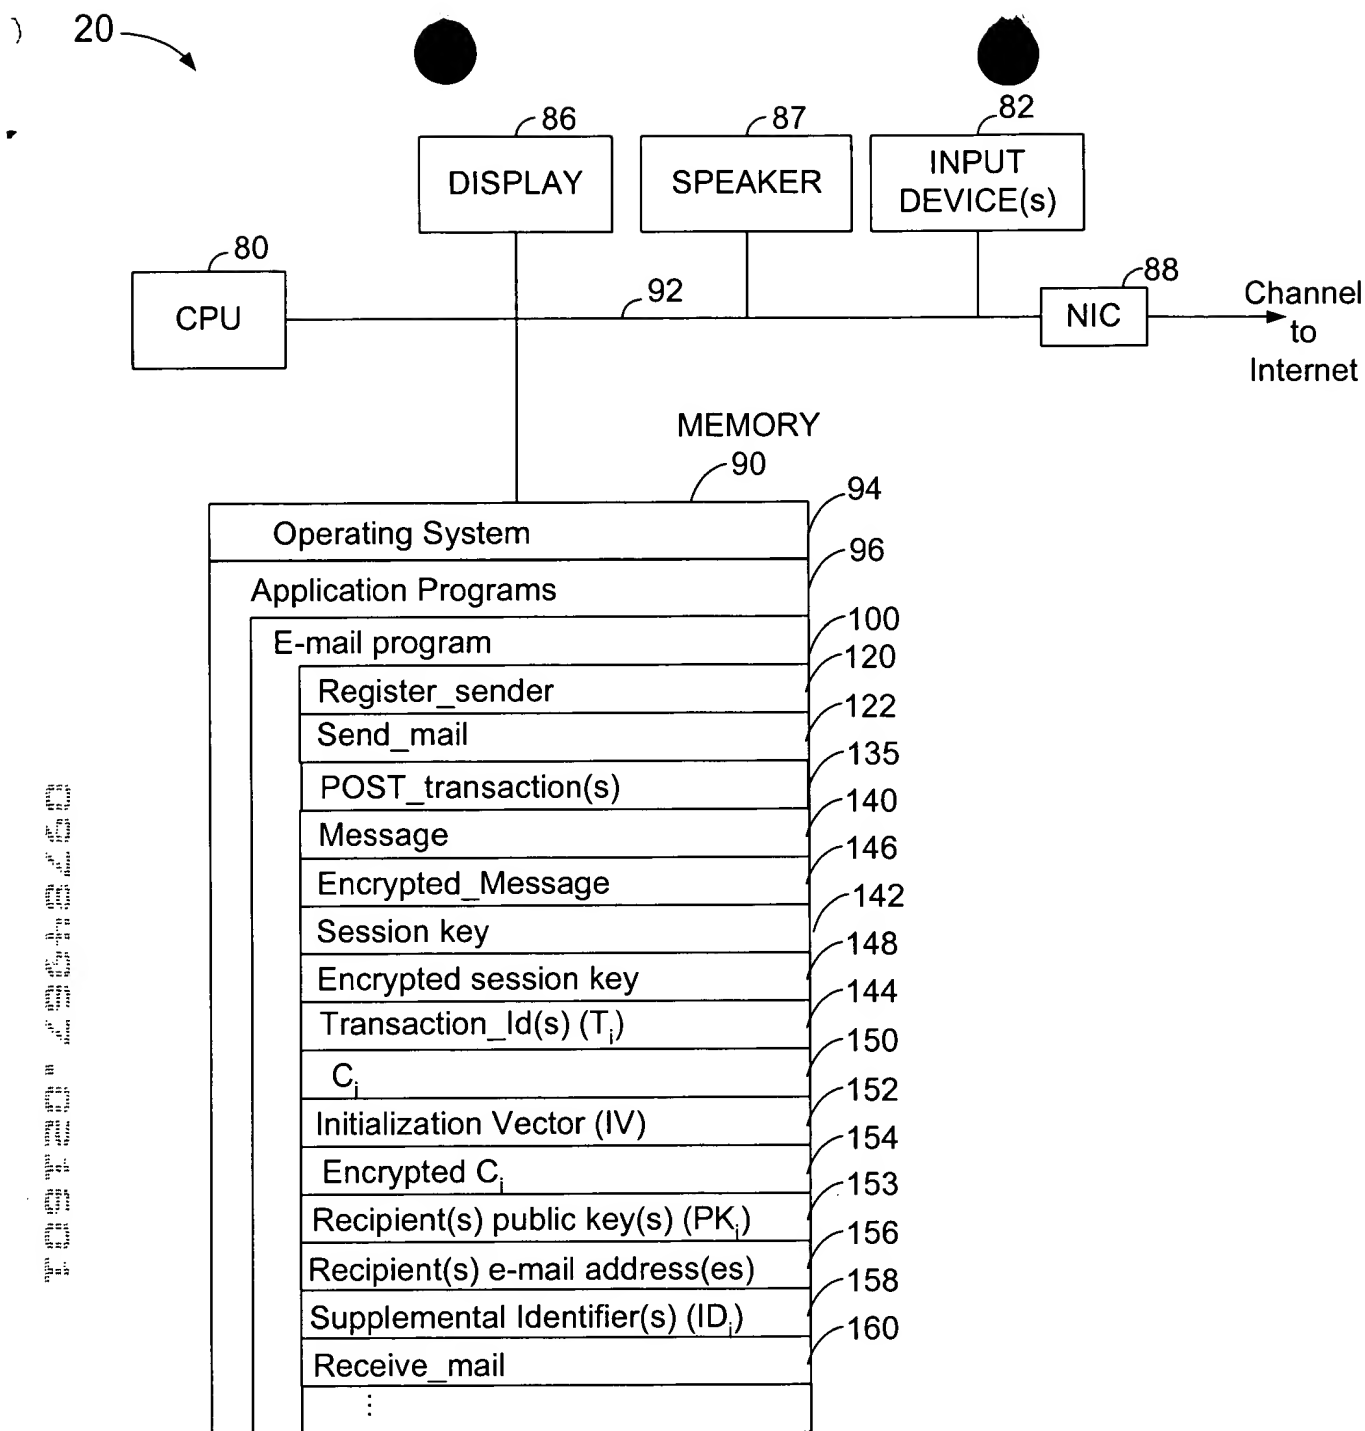 20
86
87
82
DISPLAY
SPEAKER
INPUT
DEVICE(s)
80
CPU
92
88
NIC
Channel
to
Internet
MEMORY
90
94
Operating System
96
Application Programs
100
E-mail program
120
Register_sender
122
Send_mail
135
POST_transaction(s)
140
Message
146
Encrypted_Message
142
Session key
148
Encrypted session key
144
Transaction_Id(s) (Ti)
150
Ci
152
Initialization Vector (IV)
154
Encrypted Ci
153
Recipient(s) public key(s) (PKi)
156
Recipient(s) e-mail address(es)
158
Supplemental Identifier(s) (IDi)
160
Receive_mail
⋮